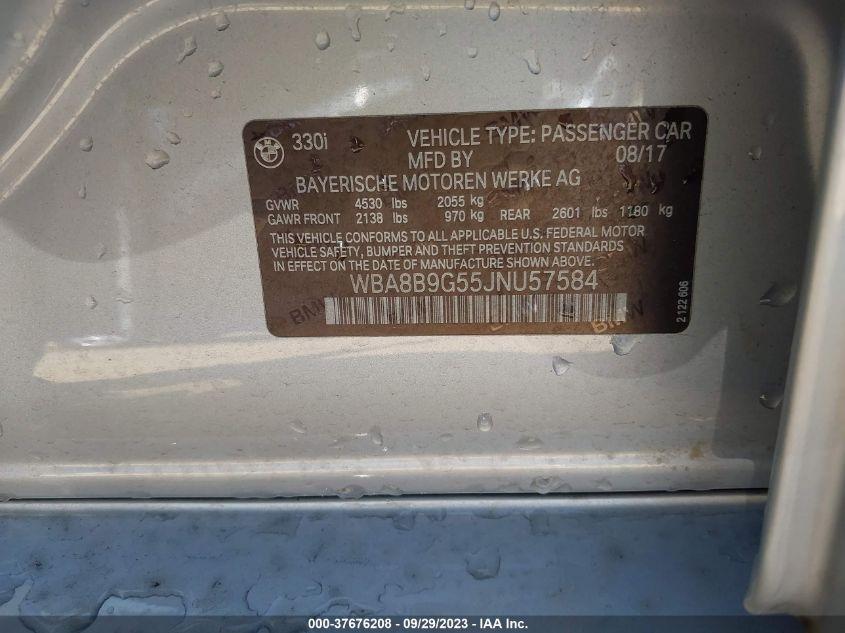 330i VEHICLE TYPE: PASSENGER CAR
MFD BY 08/17
BAYERISCHE MOTOREN WERKE AG
GVWR 4530 lbs 2055 kg
GAWR FRONT 2138 lbs 970 kg REAR 2601 lbs 1180 kg
THIS VEHICLE CONFORMS TO ALL APPLICABLE U.S. FEDERAL MOTOR
VEHICLE SAFETY, BUMPER AND THEFT PREVENTION STANDARDS
IN EFFECT ON THE DATE OF MANUFACTURE SHOWN ABOVE.
WBA8B9G55JNU57584
2 122 606
BMW
BMW
000-37676208 - 09/29/2023 - IAA Inc.